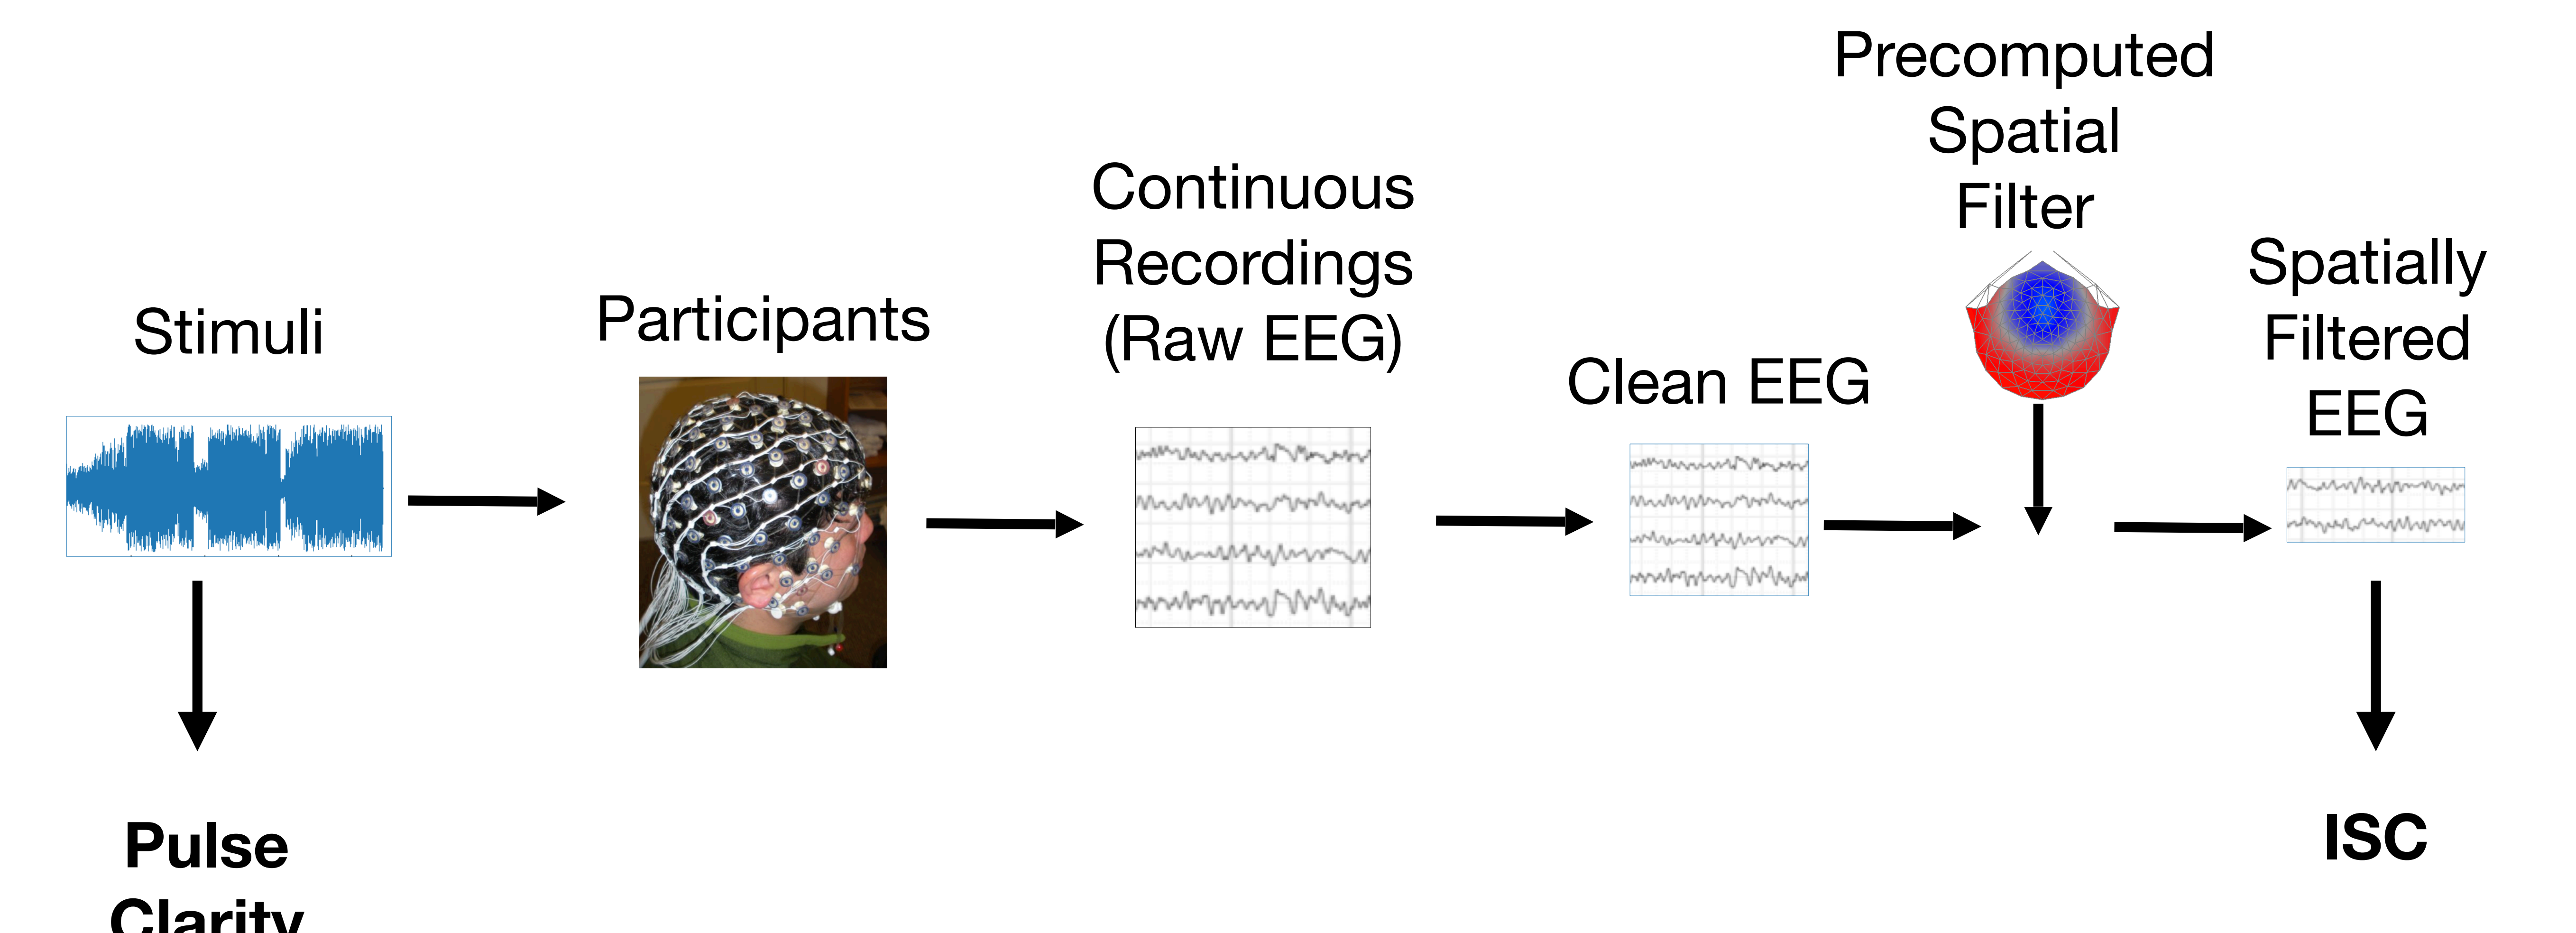 Stimuli
Participants
Continuous
Recordings
(Raw EEG)
Clean EEG
Precomputed
Spatial
Filter
Spatially
Filtered
EEG
Pulse
Clarity
ISC